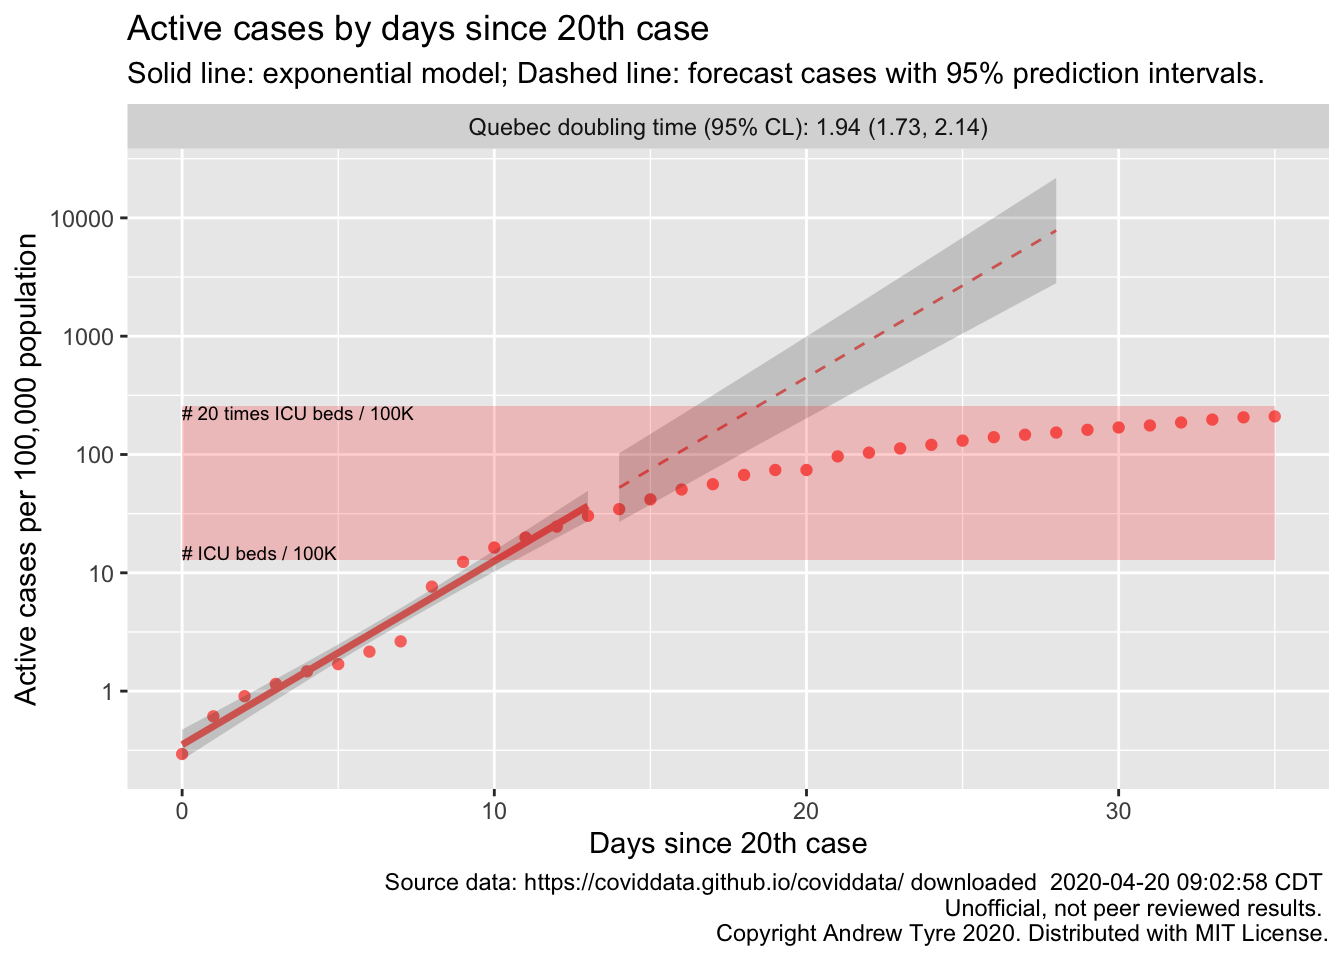 Active cases by days since 20th case
Solid line: exponential model; Dashed line: forecast cases with 95% prediction intervals.
Quebec doubling time (95% CL): 1.94 (1.73, 2.14)
Active cases per 100,000 population
10000
1000
100
10
1
# 20 times ICU beds / 100K
# ICU beds / 100K
0
10
20
30
Days since 20th case
Source data: https://coviddata.github.io/coviddata/ downloaded  2020-04-20 09:02:58 CDT
Unofficial, not peer reviewed results.
Copyright Andrew Tyre 2020. Distributed with MIT License.